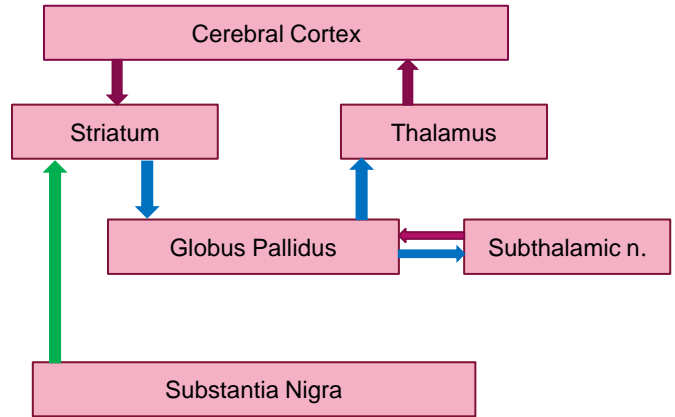 Cerebral Cortex
Striatum
Thalamus
Globus Pallidus
Subthalamic n.
Substantia Nigra